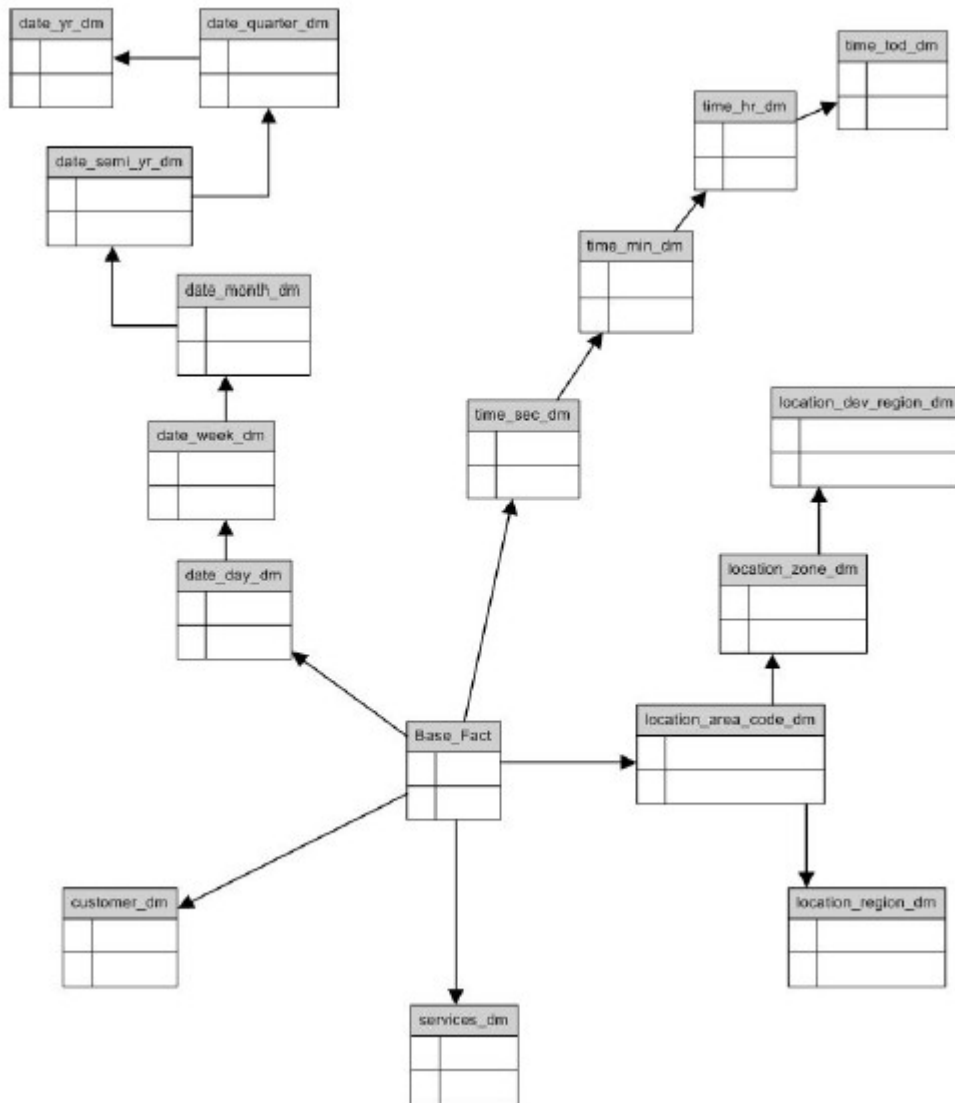 date_yr_dm
date_quarter_dm
time_tod_dm
time_hr_dm
date_semi_yr_dm
time_min_dm
date_month_dm
location_dev_region_dm
time_sec_dm
date_week_dm
location_zone_dm
date_day_dm
location_area_code_dm
Base_Fact
customer_dm
location_region_dm
services_dm